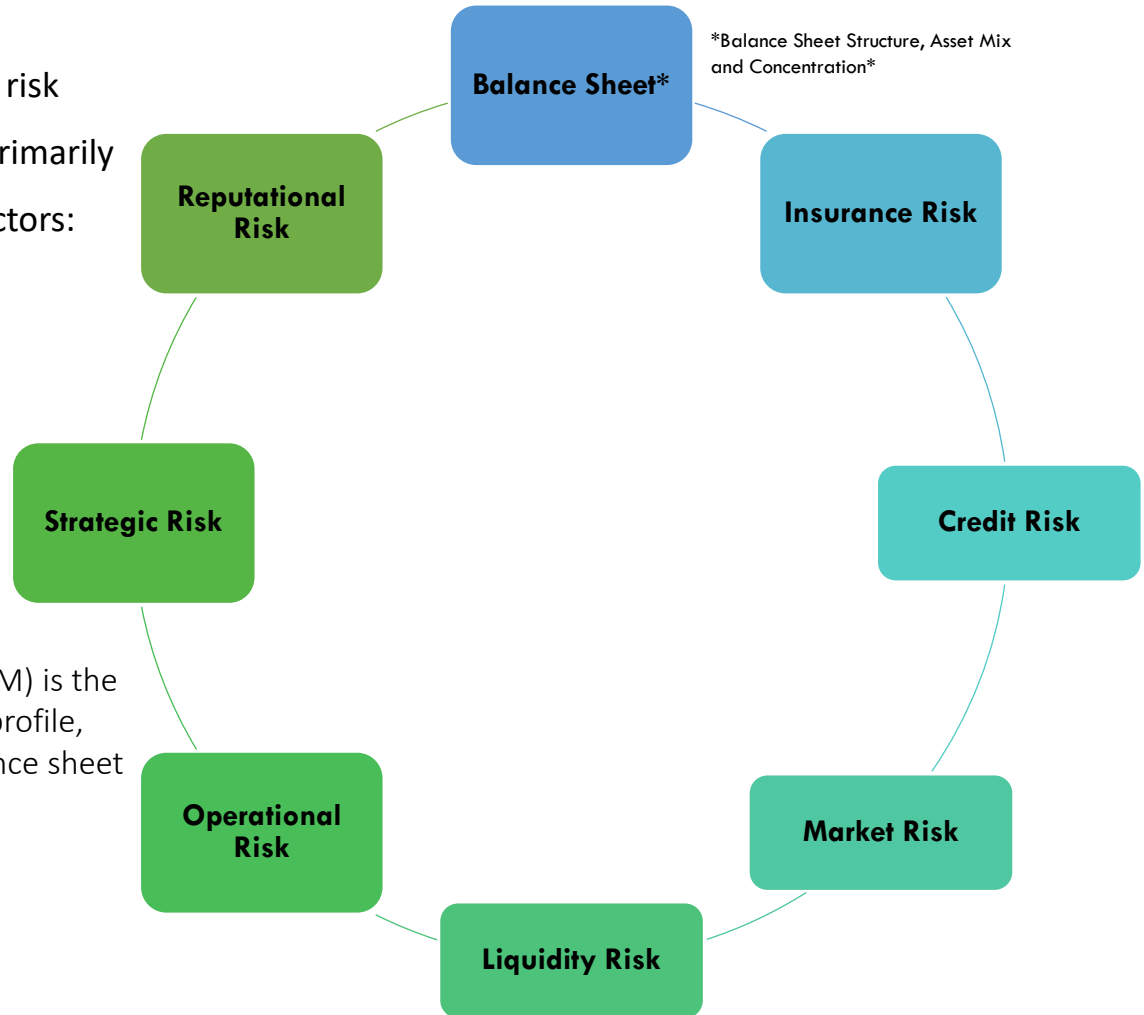 risk
rimarily
ctors:
Balance Sheet*
*Balance Sheet Structure, Asset Mix
and Concentration*
Insurance Risk
Credit Risk
Market Risk
Liquidity Risk
Operational
Risk
Strategic Risk
Reputational
Risk
M) is the
profile,
nce sheet